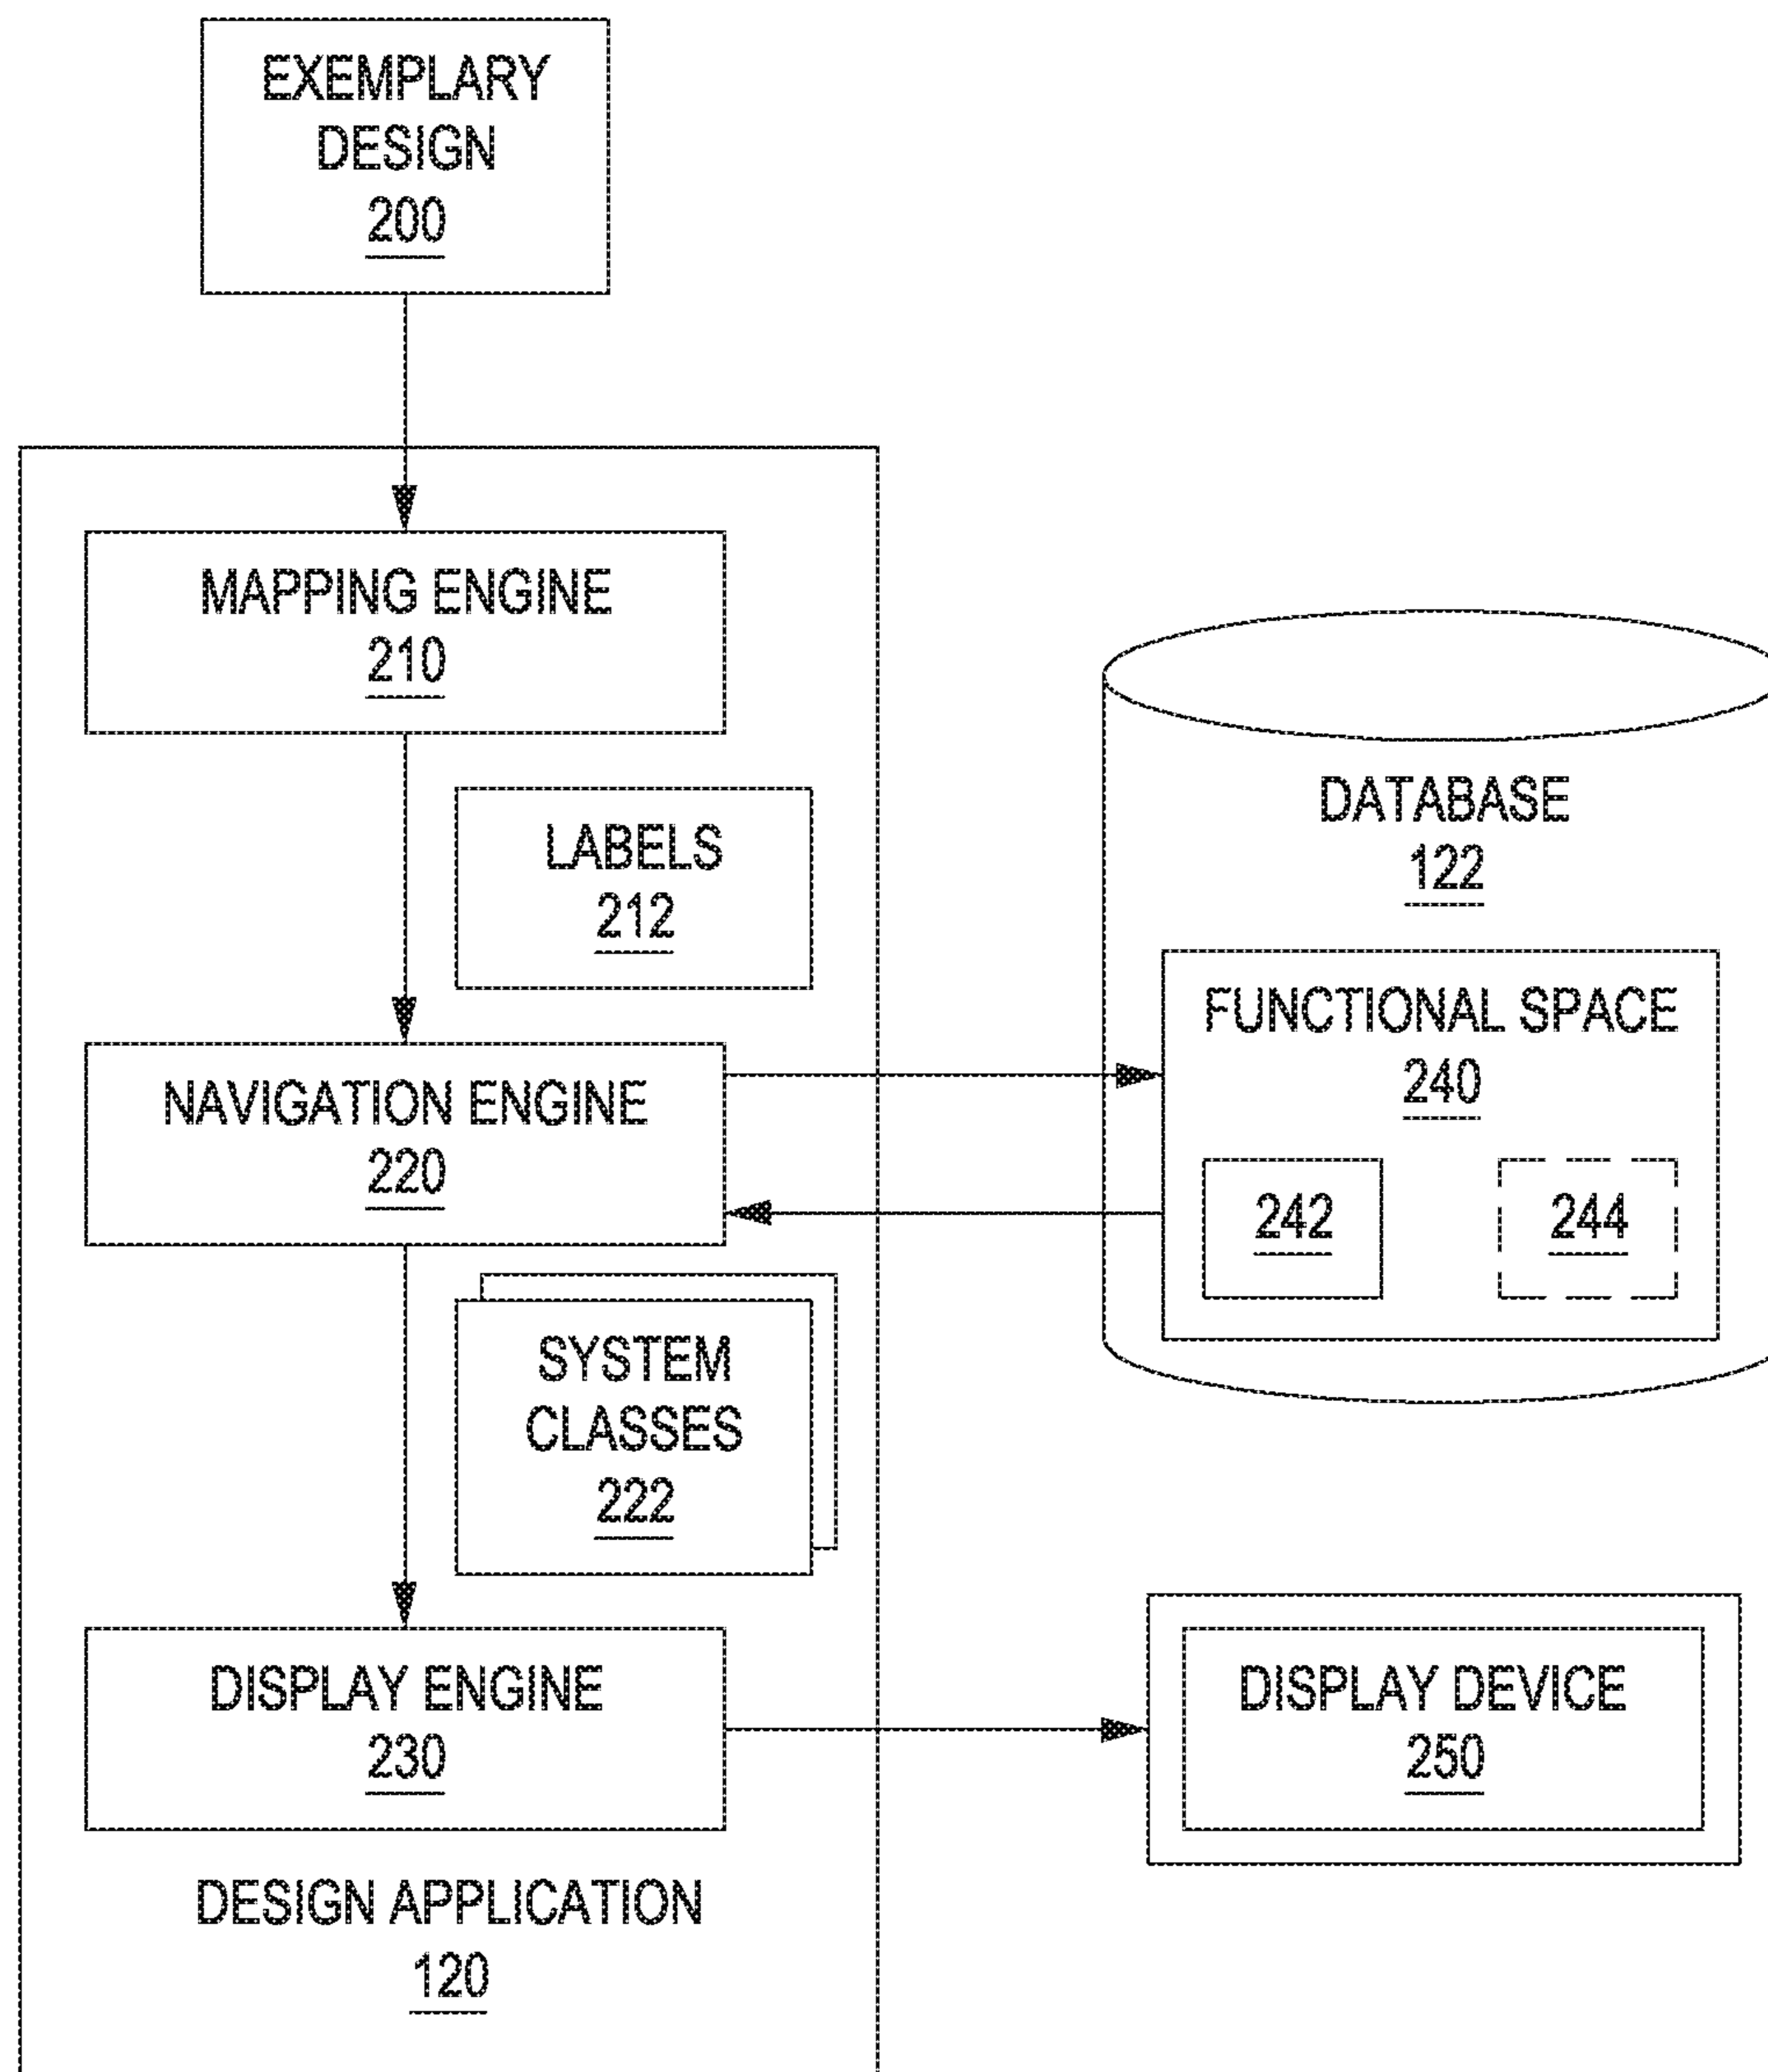 EXEMPLARY
DESIGN
200
MAPPING ENGINE
210
LABELS
212
DATABASE
122
FUNCTIONAL SPACE
240
NAVIGATION ENGINE
220
242
244
SYSTEM
CLASSES
222
DISPLAY ENGINE
230
DISPLAY DEVICE
250
DESIGN APPLICATION
120